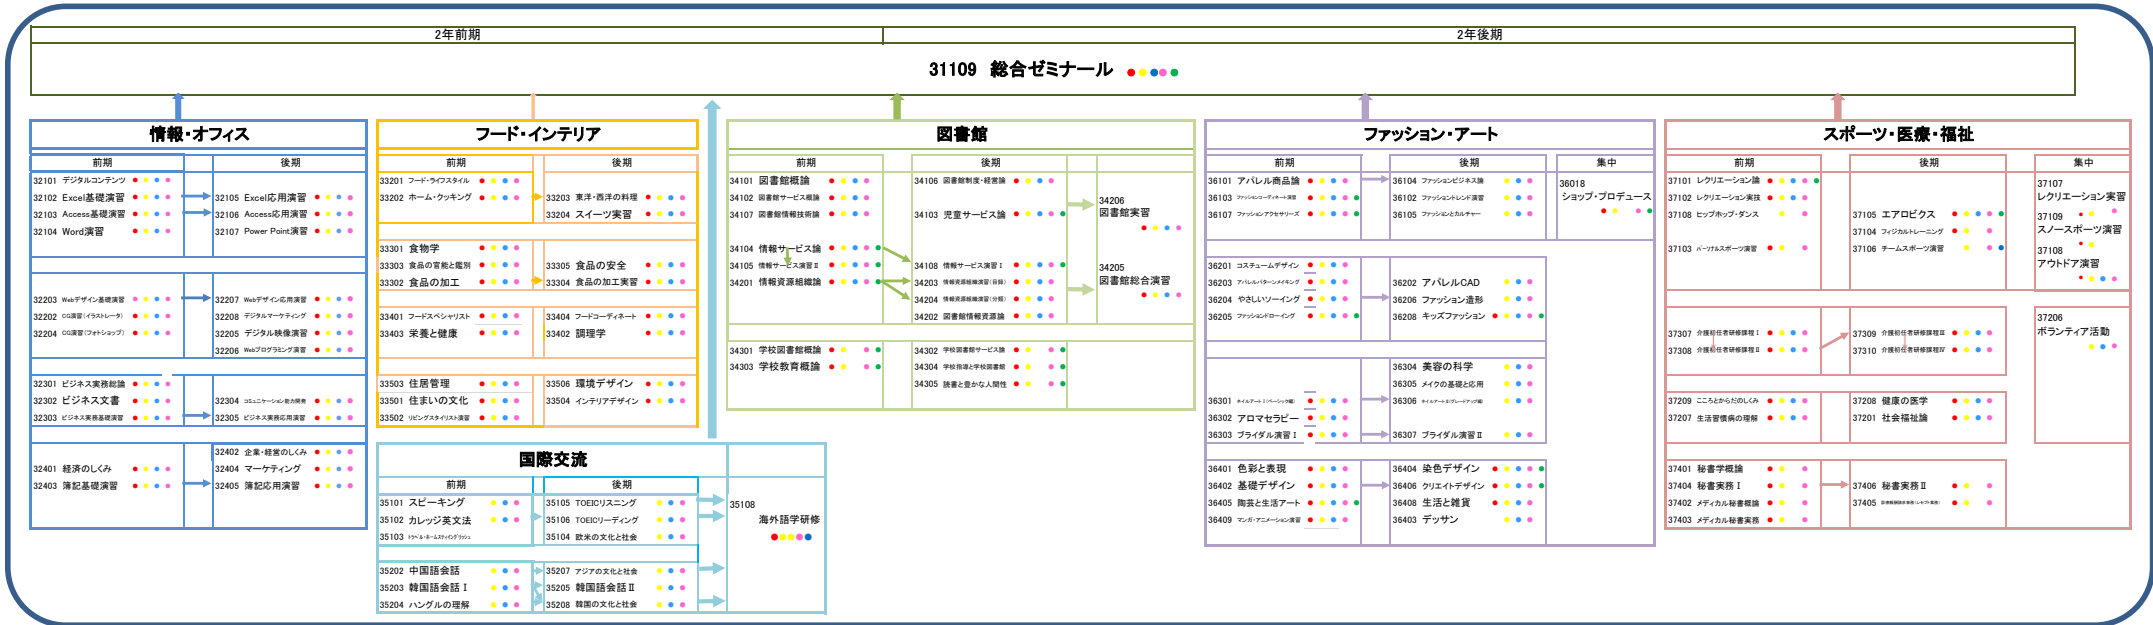 2年前期
2年後期
31109 総合ゼミナール
情報・オフィス
前期
後期
32101 デジタルコンテンツ
32102 Excel基礎演習
32103 Access基礎演習
32104 Word演習
32105 Excel応用演習
32106 Access応用演習
32107 Power Point演習
32203 Webデザイン基礎演習
32202 CG演習(イラストレータ)
32204 CG演習(フォトショップ)
32207 Webデザイン応用演習
32208 デジタルマーケティング
32205 デジタル映像演習
32206 Webプログラミング演習
32301 ビジネス実務総論
32302 ビジネス文書
32303 ビジネス実務基礎演習
32304 コミュニケーション能力開発
32305 ビジネス実務応用演習
32401 経済のしくみ
32403 簿記基礎演習
32402 企業・経営のしくみ
32404 マーケティング
32405 簿記応用演習
フード・インテリア
前期
後期
33201 フード・ライフスタイル
33202 ホーム・クッキング
33203 東洋・西洋の料理
33204 スイーツ実習
33301 食物学
33303 食品の官能と鑑別
33302 食品の加工
33305 食品の安全
33304 食品の加工実習
33401 フードスペシャリスト
33403 栄養と健康
33404 フードコーディネート
33402 調理学
33503 住居管理
33501 住まいの文化
33502 リビングスタイリスト演習
33506 環境デザイン
33504 インテリアデザイン
国際交流
前期
後期
35101 スピーキング
35102 カレッジ英文法
35103 トラベル・ホームステイイングリッシュ
35105 TOEICリスニング
35106 TOEICリーディング
35104 欧米の文化と社会
35202 中国語会話
35203 韓国語会話Ⅰ
35204 ハングルの理解
35207 アジアの文化と社会
35205 韓国語会話Ⅱ
35208 韓国の文化と社会
35108
海外語学研修
図書館
前期
後期
34101 図書館概論
34102 図書館サービス概論
34107 図書館情報技術論
34104 情報サービス論
34105 情報サービス演習Ⅱ
34201 情報資源組織論
34106 図書館制度・経営論
34103 児童サービス論
34108 情報サービス演習Ⅰ
34203 情報資源組織演習(目録)
34204 情報資源組織演習(分類)
34202 図書館情報資源論
34206
図書館実習
34205
図書館総合演習
34301 学校図書館概論
34303 学校教育概論
34302 学校図書館サービス論
34304 学校指導と学校図書館
34305 読書と豊かな人間性
ファッション・アート
前期
後期
集中
36101 アパレル商品論
36103 ファッションコーディネート演習
36107 ファッションアクセサリーズ
36104 ファッションビジネス論
36102 ファッショントレンド演習
36105 ファッションとカルチャー
36018
ショップ・プロデュース
36201 コスチュームデザイン
36203 アパレルパターンメイキング
36204 やさしいソーイング
36205 ファッションドローイング
36202 アパレルCAD
36206 ファッション造形
36208 キッズファッション
36301 ネイルアートⅠ(ベーシック編)
36302 アロマセラピー
36303 ブライダル演習Ⅰ
36304 美容の科学
36305 メイクの基礎と応用
36306 ネイルアートⅡ(グレードアップ編)
36307 ブライダル演習Ⅱ
36401 色彩と表現
36402 基礎デザイン
36405 陶芸と生活アート
36409 マンガ・アニメーション演習
36404 染色デザイン
36406 クリエイトデザイン
36408 生活と雑貨
36403 デッサン
スポーツ・医療・福祉
前期
後期
集中
37101 レクリエーション論
37102 レクリエーション実技
37108 ヒップホップ・ダンス
37103 パーソナルスポーツ演習
37105 エアロビクス
37104 フィジカルトレーニング
37106 チームスポーツ演習
37107
レクリエーション実習
37109
スノースポーツ演習
37108
アウトドア演習
37307 介護初任者研修課程Ⅰ
37308 介護初任者研修課程Ⅱ
37309 介護初任者研修課程Ⅲ
37310 介護初任者研修課程Ⅳ
37206
ボランティア活動
37209 こころとからだのしくみ
37207 生活習慣病の理解
37208 健康の医学
37201 社会福祉論
37401 秘書学概論
37404 秘書実務Ⅰ
37402 メディカル秘書概論
37403 メディカル秘書実務
37406 秘書実務Ⅱ
37405